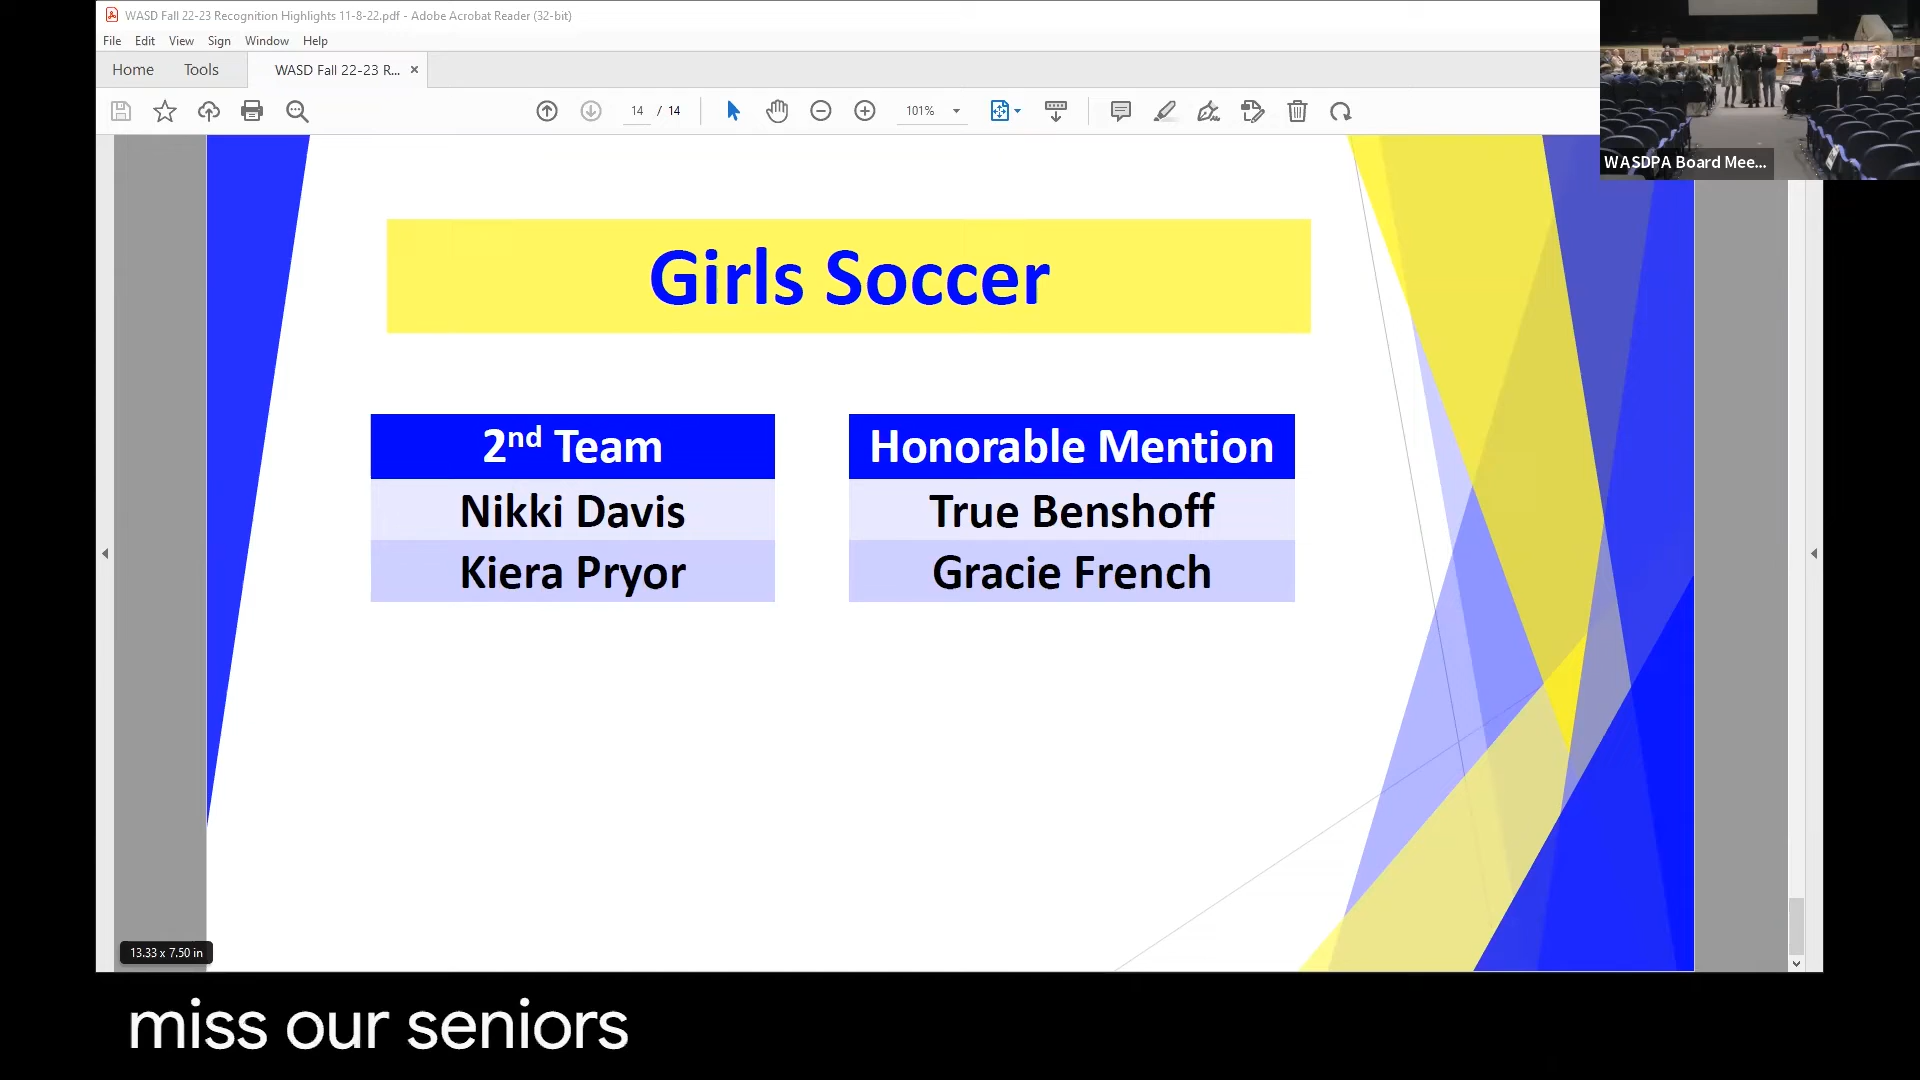 WASD Fall 22-23 Recognition Highlights 11-8-22.pdf - Adobe Acrobat Reader (32-bit)
File Edit View Sign Window Help
Home Tools WASD Fall 22-23 R... ×
14 / 14 101%
WASDPA Board Mee...
Girls Soccer
2nd Team
Nikki Davis
Kiera Pryor
Honorable Mention
True Benshoff
Gracie French
13.33 x 7.50 in
miss our seniors